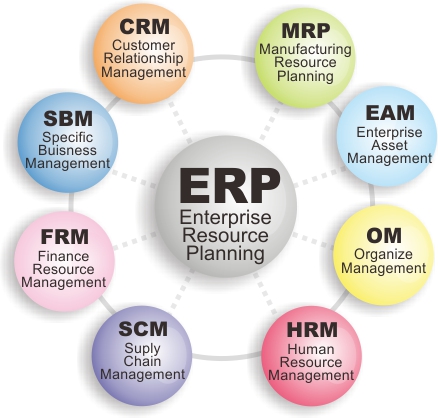 CRM
Customer
Relationship
Management
MRP
Manufacturing
Resource
Planning
SBM
Specific
Buisness
Management
EAM
Enterprise
Asset
Management
ERP
Enterprise
Resource
Planning
FRM
Finance
Resource
Management
OM
Organize
Management
SCM
Suply
Chain
Management
HRM
Human
Resource
Management